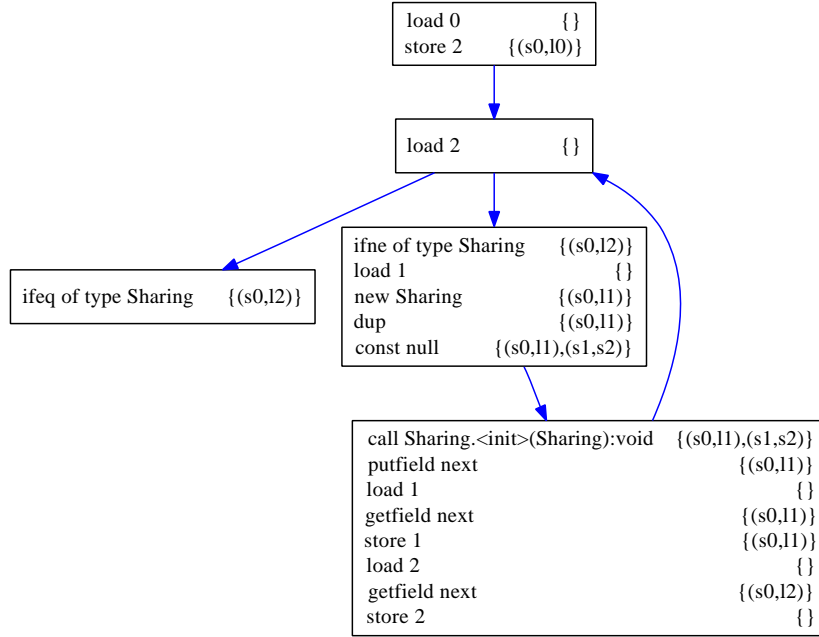 load 0 {}
store 2 {(s0,l0)}
load 2 {}
ifne of type Sharing {(s0,l2)}
load 1 {}
new Sharing {(s0,l1)}
dup {(s0,l1)}
const null {(s0,l1),(s1,s2)}
ifeq of type Sharing {(s0,l2)}
call Sharing.<init>(Sharing):void {(s0,l1),(s1,s2)}
putfield next {(s0,l1)}
load 1 {}
getfield next {(s0,l1)}
store 1 {(s0,l1)}
load 2 {}
getfield next {(s0,l2)}
store 2 {}